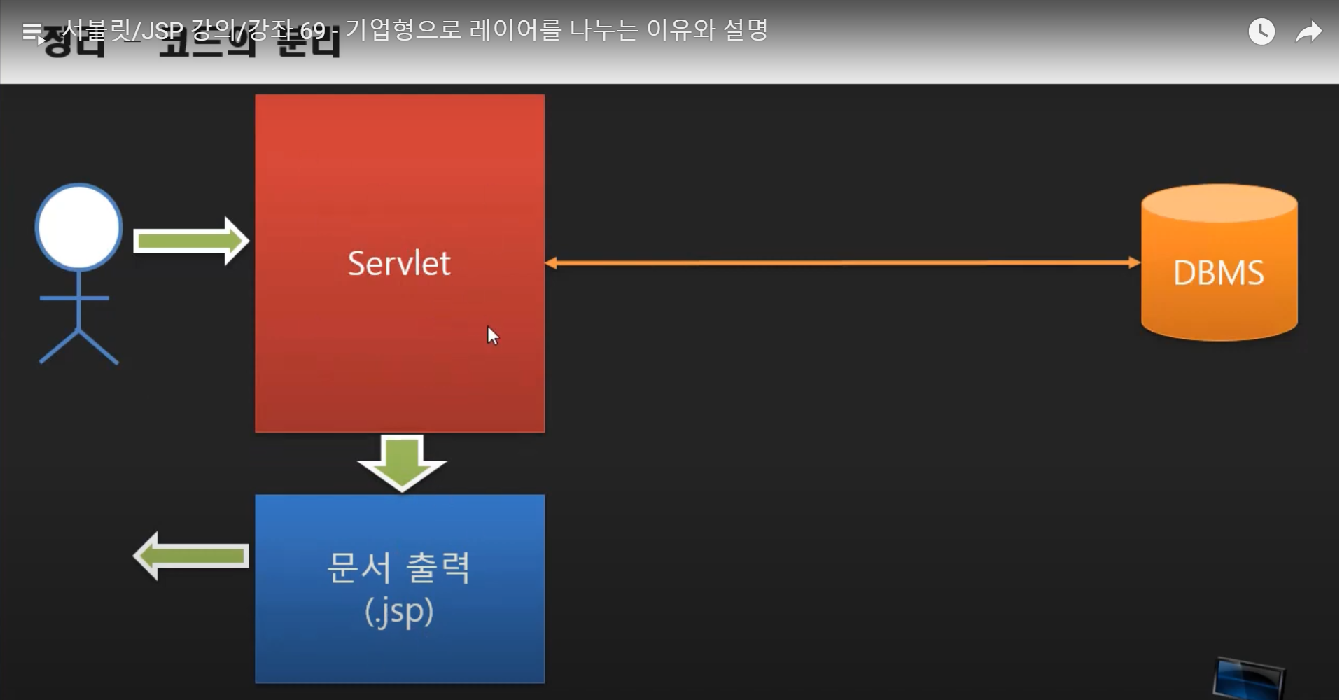 서블릿/JSP 강의/강좌 69 - 기업형으로 레이어를 나누는 이유와 설명
정리 - 코드의 분리
Servlet
DBMS
문서 출력
(.jsp)